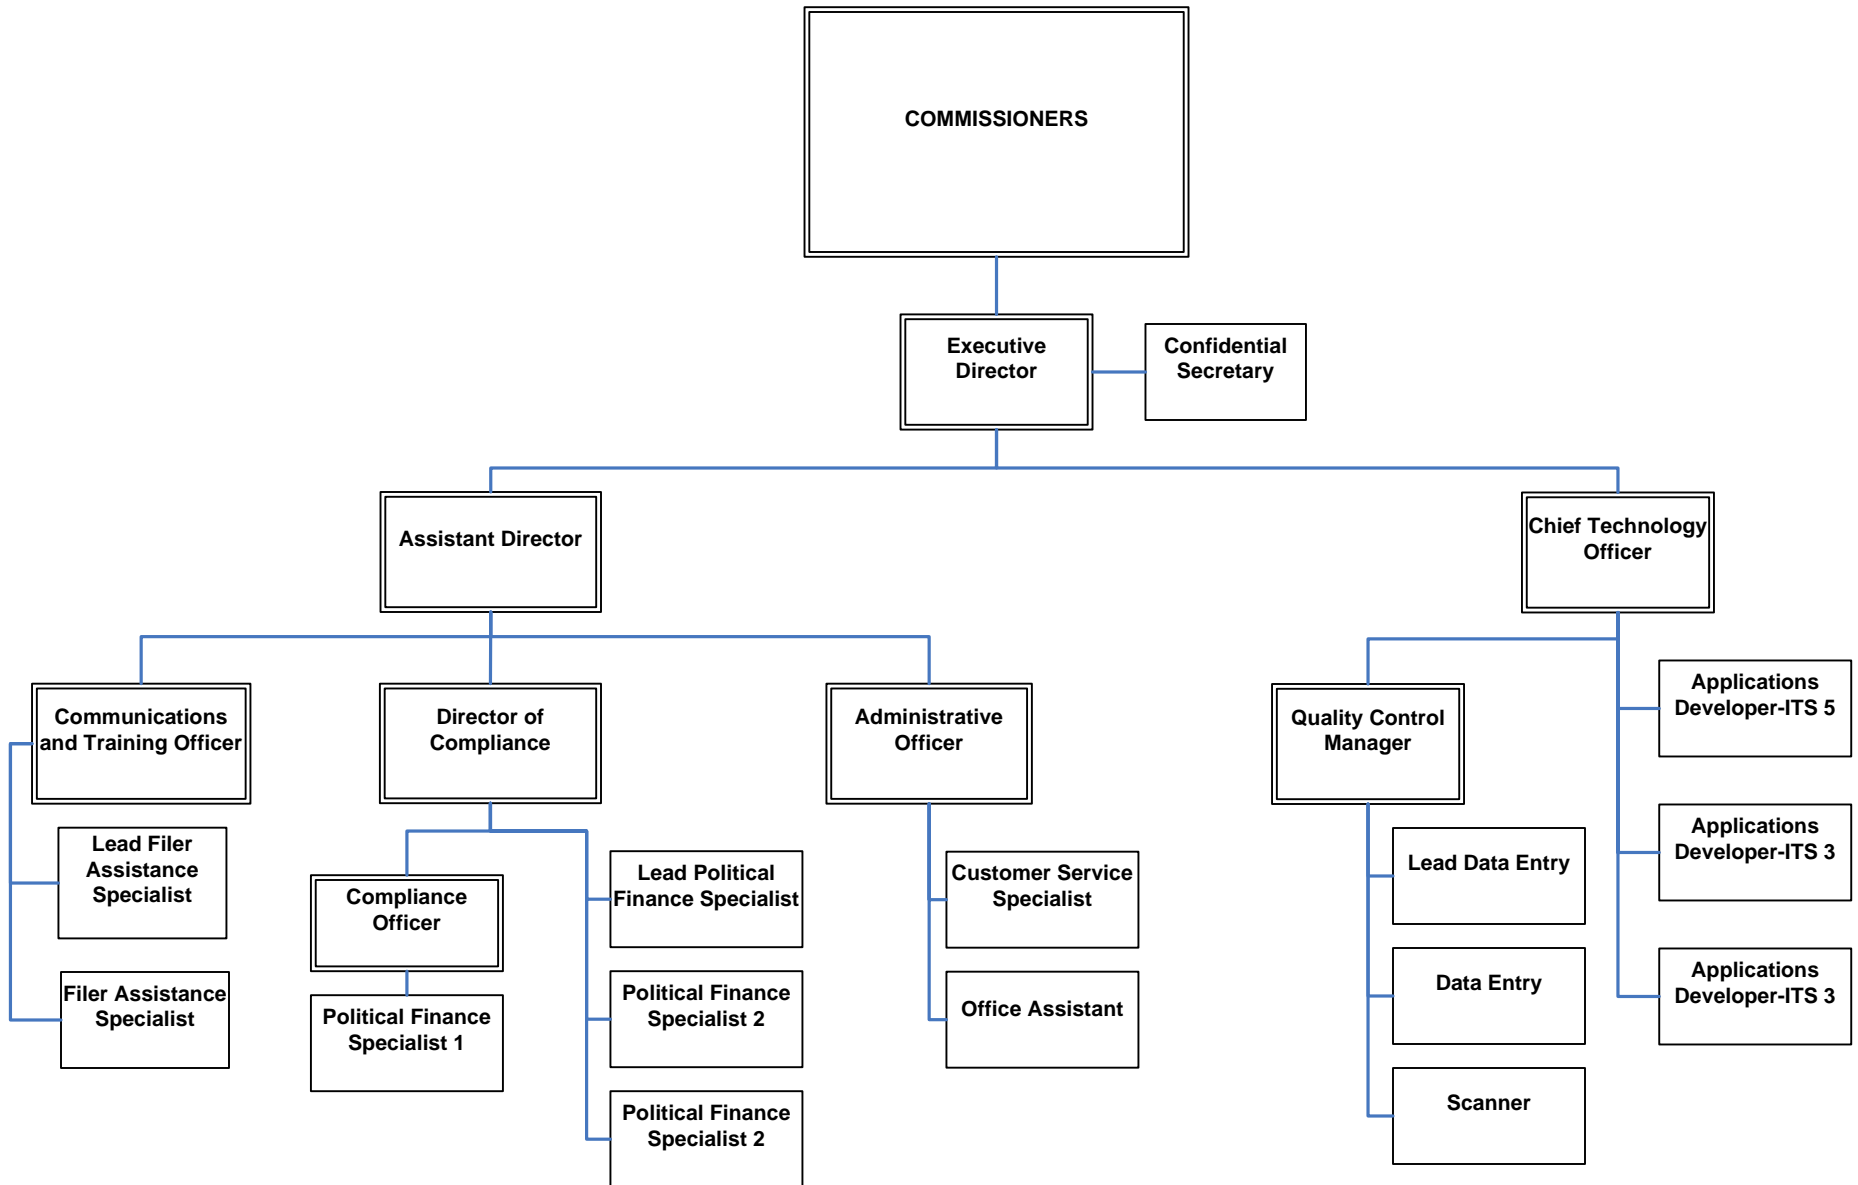 COMMISSIONERS
Executive
Director
Confidential
Secretary
Assistant Director
Chief Technology
Officer
Communications
and Training Officer
Director of
Compliance
Administrative
Officer
Quality Control
Manager
Applications
Developer-ITS 5
Lead Filer
Assistance
Specialist
Compliance
Officer
Lead Political
Finance Specialist
Customer Service
Specialist
Lead Data Entry
Applications
Developer-ITS 3
Filer Assistance
Specialist
Political Finance
Specialist 1
Political Finance
Specialist 2
Office Assistant
Data Entry
Applications
Developer-ITS 3
Political Finance
Specialist 2
Scanner